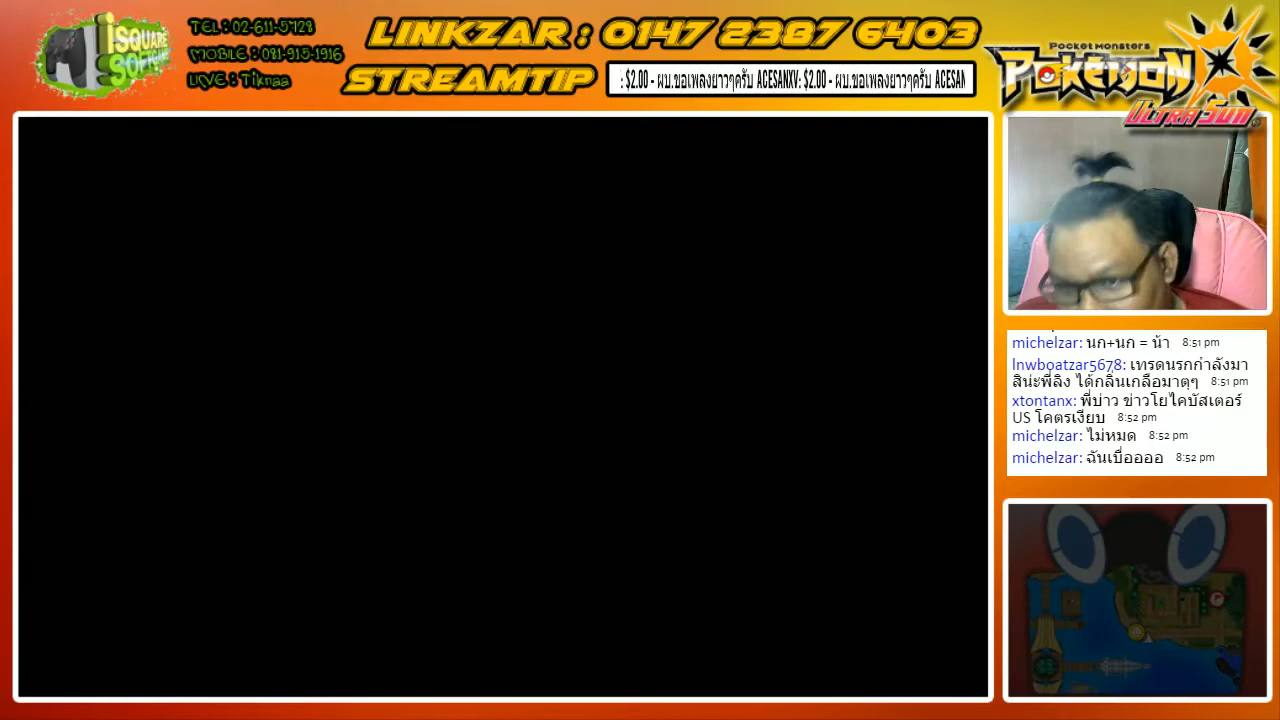 iSQUARE
SOFTGAME
TEL : 02-611-5728
MOBILE : 081-915-1916
LINE : Tiknaa
LINKZAR : 0147 2387 6403
STREAMTIP
: $2.00 - ผบ.ขอเพลงยาวๆครับ ACESANXV: $2.00 - ผบ.ขอเพลงยาวๆครับ ACESAN
Pocket Monsters
POKÉMON
ULTRA SUN
michelzar: นก+นก = น้า 8:51 pm
lnwboatzar5678: เทรดนรกกำลังมา
สิน่ะพี่ลิง ได้กลิ่นเกลือมาตุๆ 8:51 pm
xtontanx: พี่บ่าว ข่าวโยไคบัสเตอร์
US โคตรเงียบ 8:52 pm
michelzar: ไม่หมด 8:52 pm
michelzar: ฉันเบื่ออออ 8:52 pm